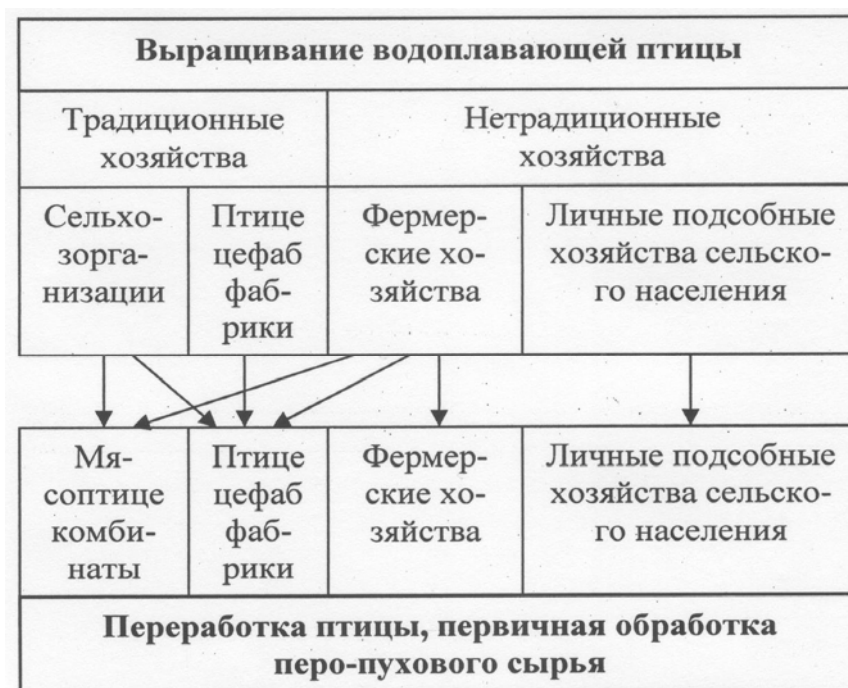 Выращивание водоплавающей птицы
Традиционные
хозяйства
Нетрадиционные
хозяйства
Сельхо-
зорга-
низации
Птице
цефаб
фаб-
рики
Фермер-
ские хо-
зяйства
Личные подсобные
хозяйства сельско-
го населения
Мя-
соптице
комби-
наты
Птице
цефаб
фаб-
рики
Фермер-
ские хо-
зяйства
Личные подсобные
хозяйства сельско-
го населения
Переработка птицы, первичная обработка
перо-пухового сырья